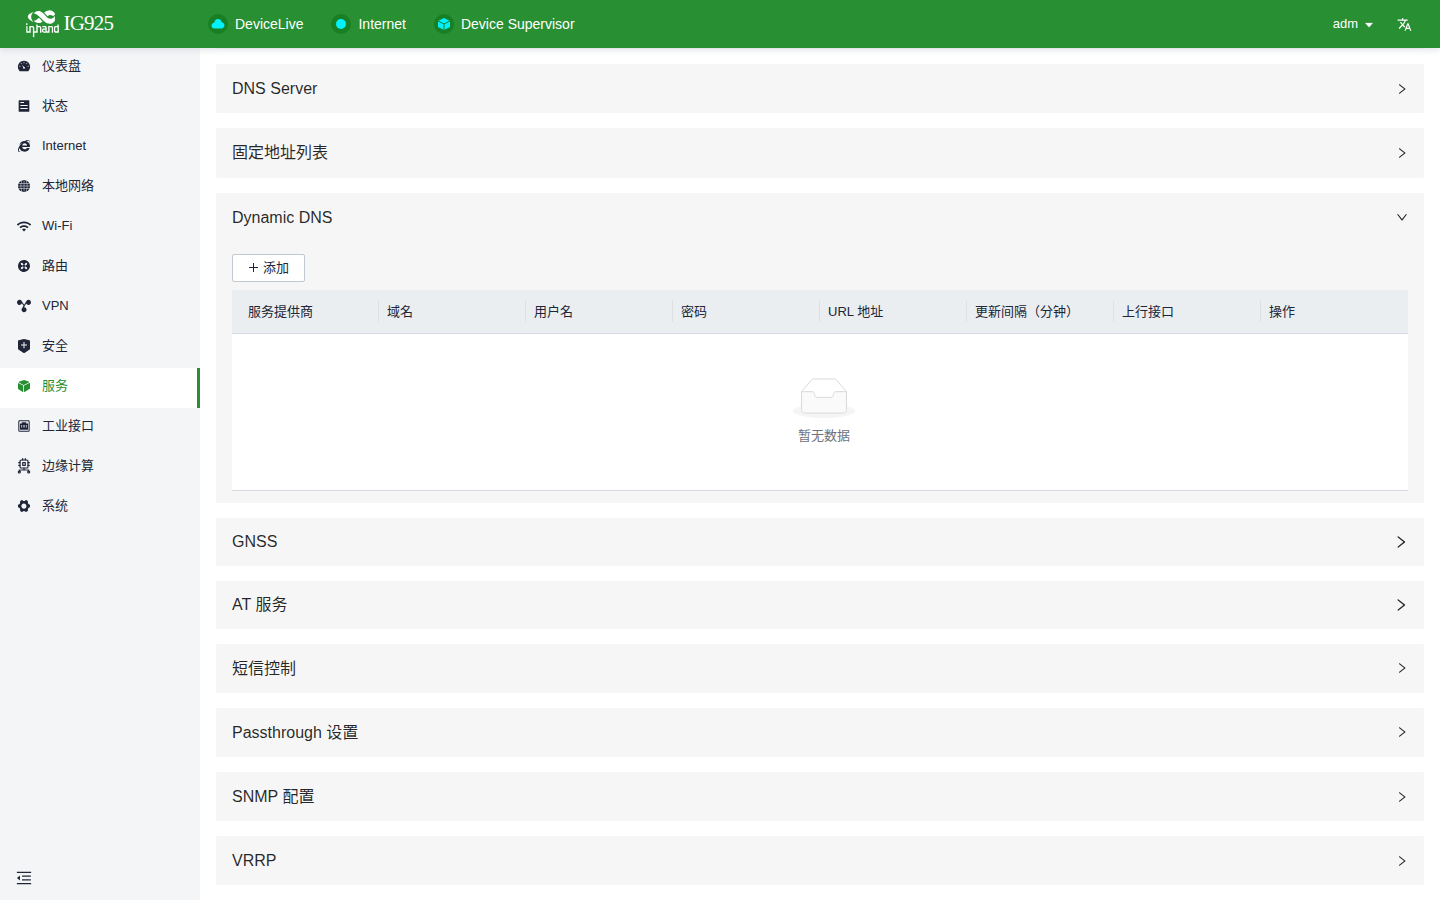 inhand IG925
DeviceLive
Internet
Device Supervisor
adm
仪表盘
状态
Internet
本地网络
Wi-Fi
路由
VPN
安全
服务
工业接口
边缘计算
系统
DNS Server
固定地址列表
Dynamic DNS
添加
服务提供商 域名 用户名 密码 URL 地址 更新间隔（分钟） 上行接口 操作
暂无数据
GNSS
AT 服务
短信控制
Passthrough 设置
SNMP 配置
VRRP